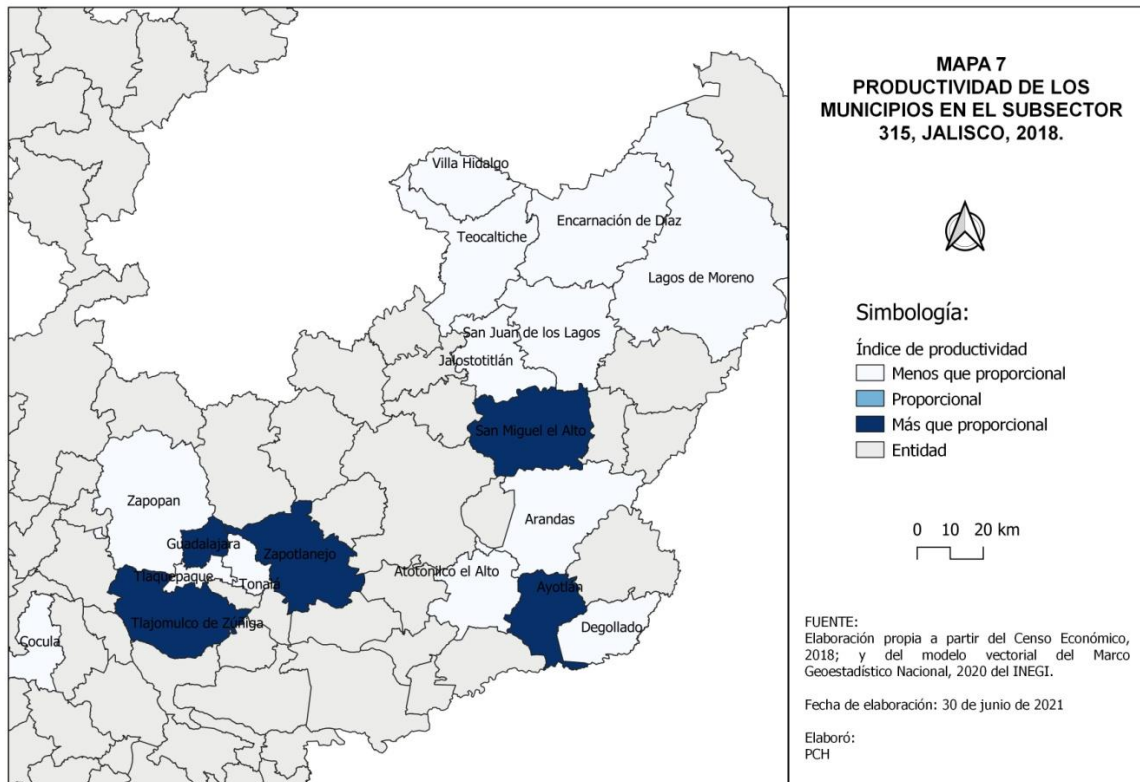 MAPA 7
PRODUCTIVIDAD DE LOS
MUNICIPIOS EN EL SUBSECTOR
315, JALISCO, 2018.
Villa Hidalgo
Encarnación de Díaz
Teocaltiche
Lagos de Moreno
San Juan de los Lagos
Jalostotitlán
San Miguel el Alto
Zapopan
Arandas
Guadalajara
Zapotlanejo
Tlaquepaque
Tonalá
Atotonilco el Alto
Ayotlán
Tlajomulco de Zúñiga
Degollado
Cocula
Simbología:
Índice de productividad
Menos que proporcional
Proporcional
Más que proporcional
Entidad
0 10 20 km
FUENTE:
Elaboración propia a partir del Censo Económico,
2018; y del modelo vectorial del Marco
Geoestadístico Nacional, 2020 del INEGI.
Fecha de elaboración: 30 de junio de 2021
Elaboró:
PCH